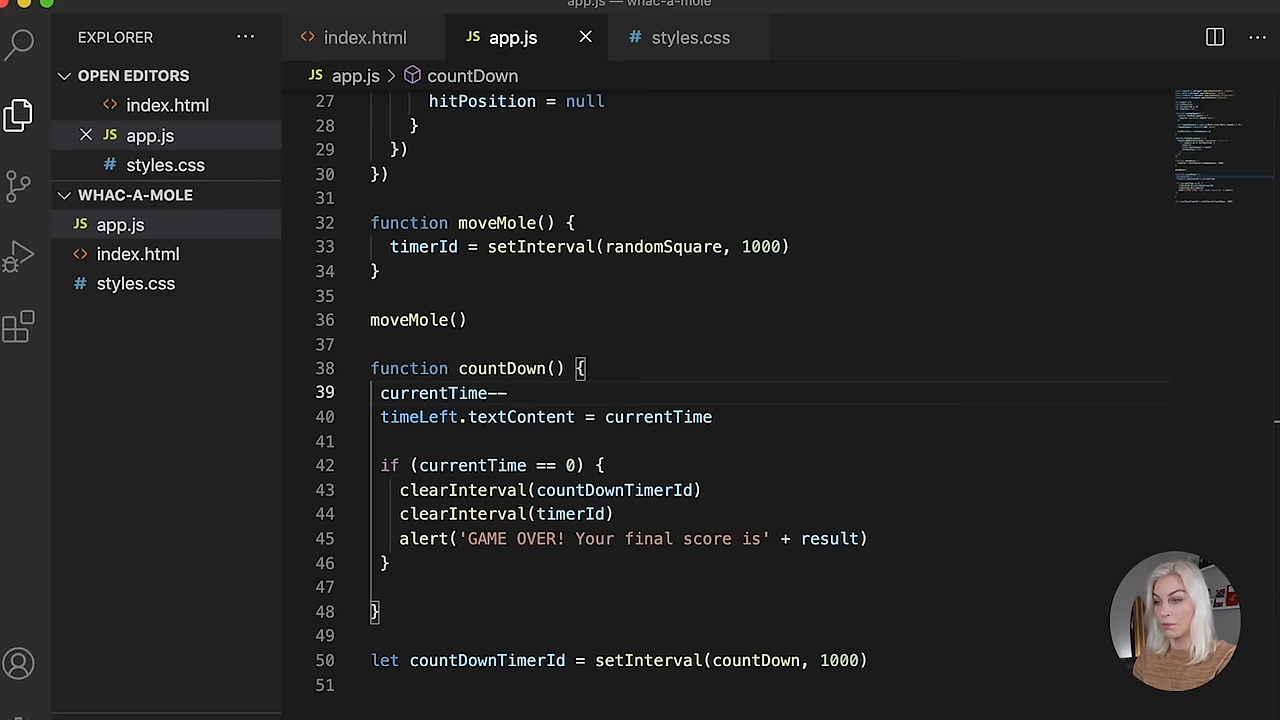 app.js — whac-a-mole
EXPLORER ···
index.html
JS app.js
# styles.css
JS app.js > countDown
OPEN EDITORS
index.html
JS app.js
# styles.css
WHAC-A-MOLE
JS app.js
index.html
# styles.css
27 hitPosition = null
28 }
29 })
30 })
31
32 function moveMole() {
33 timerId = setInterval(randomSquare, 1000)
34 }
35
36 moveMole()
37
38 function countDown() {
39 currentTime--
40 timeLeft.textContent = currentTime
41
42 if (currentTime == 0) {
43 clearInterval(countDownTimerId)
44 clearInterval(timerId)
45 alert('GAME OVER! Your final score is' + result)
46 }
47
48 }
49
50 let countDownTimerId = setInterval(countDown, 1000)
51